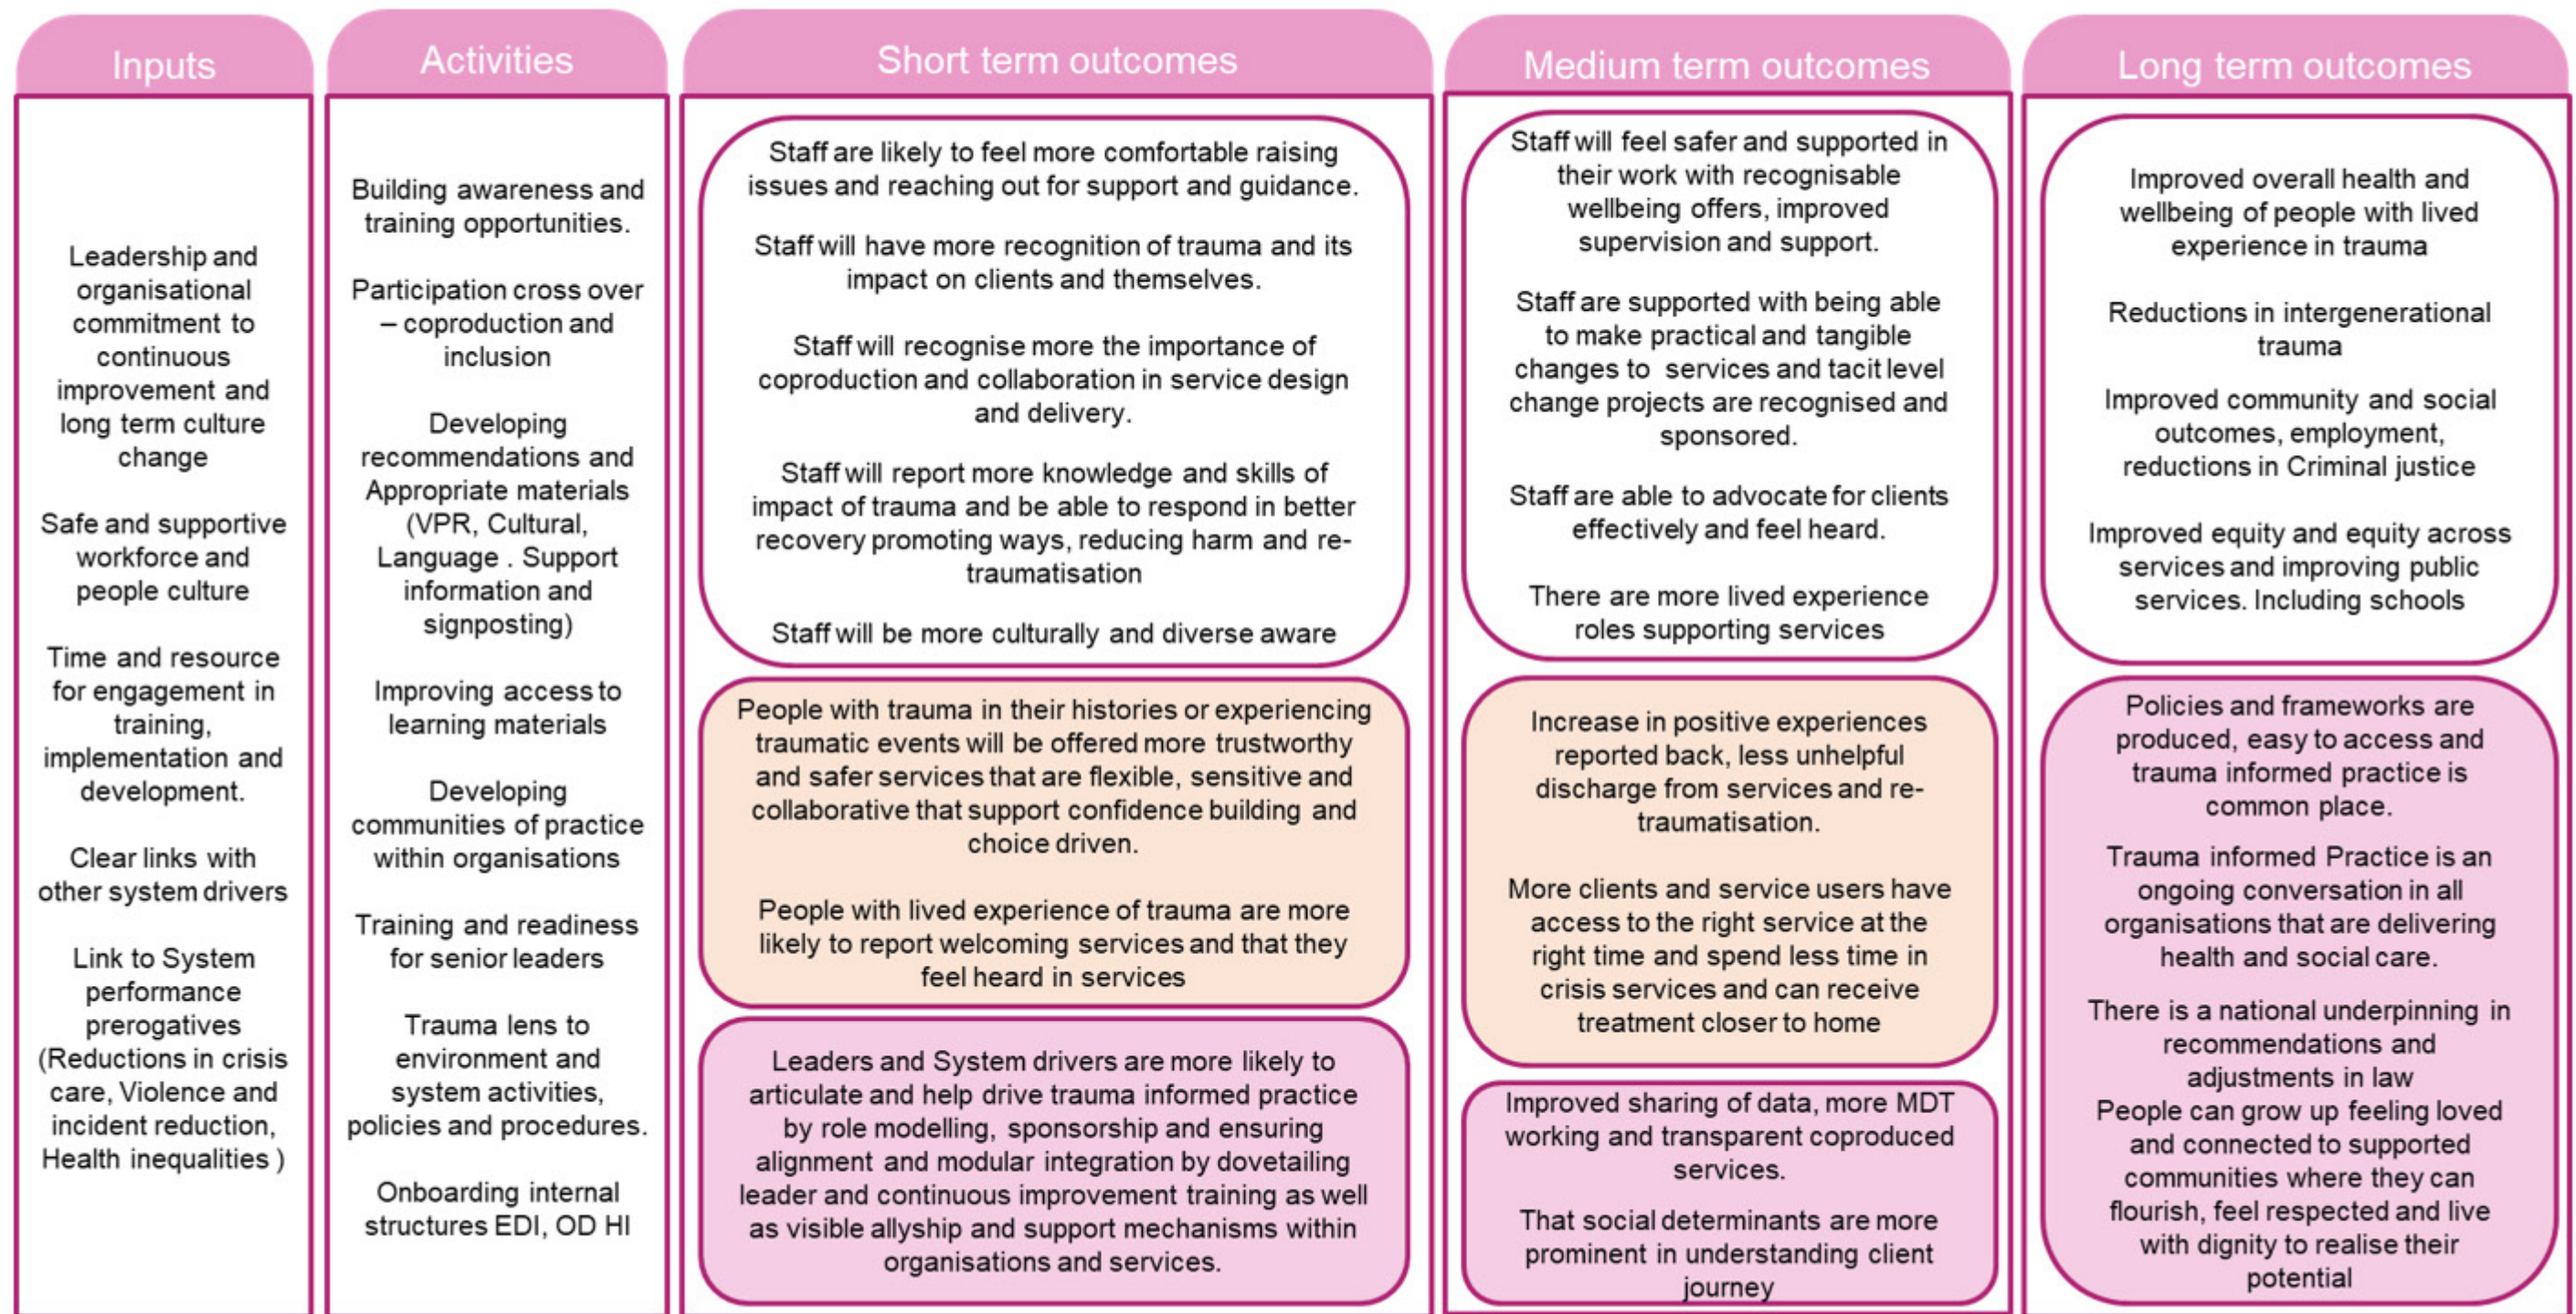 Inputs
Leadership and
organisational
commitment to
continuous
improvement and
long term culture
change
Safe and supportive
workforce and
people culture
Time and resource
for engagement in
training,
implementation and
development.
Clear links with
other system drivers
Link to System
performance
prerogatives
(Reductions in crisis
care, Violence and
incident reduction,
Health inequalities )
Activities
Building awareness and
training opportunities.
Participation cross over
– coproduction and
inclusion
Developing
recommendations and
Appropriate materials
(VPR, Cultural,
Language . Support
information and
signposting)
Improving access to
learning materials
Developing
communities of practice
within organisations
Training and readiness
for senior leaders
Trauma lens to
environment and
system activities,
policies and procedures.
Onboarding internal
structures EDI, OD HI
Short term outcomes
Staff are likely to feel more comfortable raising
issues and reaching out for support and guidance.
Staff will have more recognition of trauma and its
impact on clients and themselves.
Staff will recognise more the importance of
coproduction and collaboration in service design
and delivery.
Staff will report more knowledge and skills of
impact of trauma and be able to respond in better
recovery promoting ways, reducing harm and re-
traumatisation
Staff will be more culturally and diverse aware
People with trauma in their histories or experiencing
traumatic events will be offered more trustworthy
and safer services that are flexible, sensitive and
collaborative that support confidence building and
choice driven.
People with lived experience of trauma are more
likely to report welcoming services and that they
feel heard in services
Leaders and System drivers are more likely to
articulate and help drive trauma informed practice
by role modelling, sponsorship and ensuring
alignment and modular integration by dovetailing
leader and continuous improvement training as well
as visible allyship and support mechanisms within
organisations and services.
Medium term outcomes
Staff will feel safer and supported in
their work with recognisable
wellbeing offers, improved
supervision and support.
Staff are supported with being able
to make practical and tangible
changes to services and tacit level
change projects are recognised and
sponsored.
Staff are able to advocate for clients
effectively and feel heard.
There are more lived experience
roles supporting services
Increase in positive experiences
reported back, less unhelpful
discharge from services and re-
traumatisation.
More clients and service users have
access to the right service at the
right time and spend less time in
crisis services and can receive
treatment closer to home
Improved sharing of data, more MDT
working and transparent coproduced
services.
That social determinants are more
prominent in understanding client
journey
Long term outcomes
Improved overall health and
wellbeing of people with lived
experience in trauma
Reductions in intergenerational
trauma
Improved community and social
outcomes, employment,
reductions in Criminal justice
Improved equity and equity across
services and improving public
services. Including schools
Policies and frameworks are
produced, easy to access and
trauma informed practice is
common place.
Trauma informed Practice is an
ongoing conversation in all
organisations that are delivering
health and social care.
There is a national underpinning in
recommendations and
adjustments in law
People can grow up feeling loved
and connected to supported
communities where they can
flourish, feel respected and live
with dignity to realise their
potential